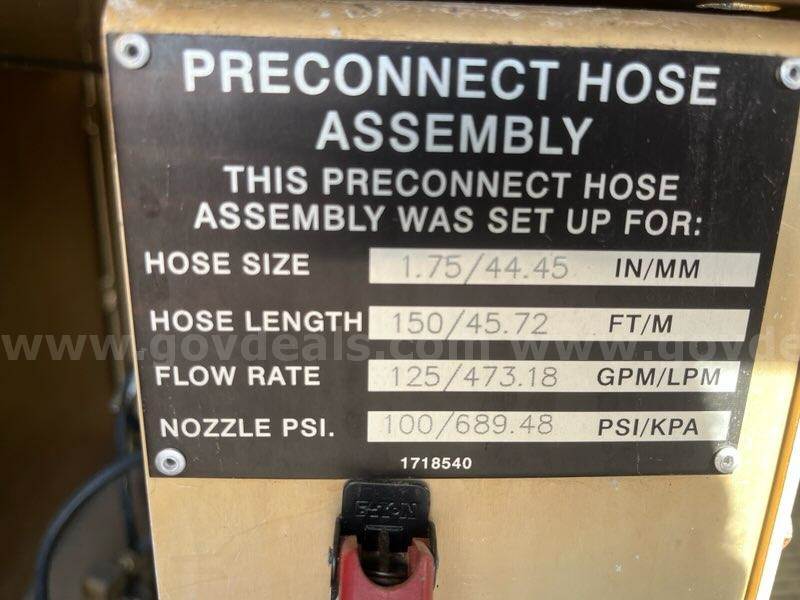 PRECONNECT HOSE
ASSEMBLY
THIS PRECONNECT HOSE
ASSEMBLY WAS SET UP FOR:
HOSE SIZE 1.75/44.45 IN/MM
HOSE LENGTH 150/45.72 FT/M
www.govdeals.com www.govde
FLOW RATE 125/473.18 GPM/LPM
NOZZLE PSI. 100/689.48 PSI/KPA
1718540
EATON